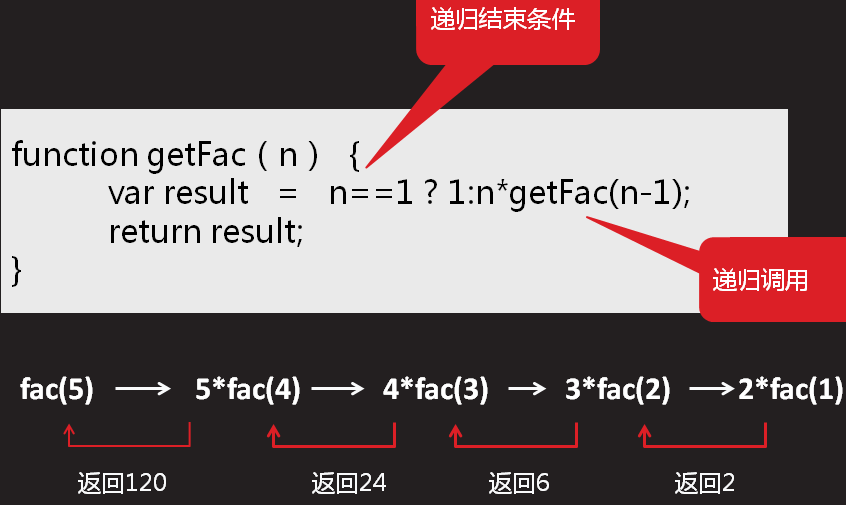 递归结束条件
function getFac（n） {
var result = n==1 ? 1:n*getFac(n-1);
return result;
}
递归调用
fac(5) → 5*fac(4) → 4*fac(3) → 3*fac(2) → 2*fac(1)
返回120 返回24 返回6 返回2